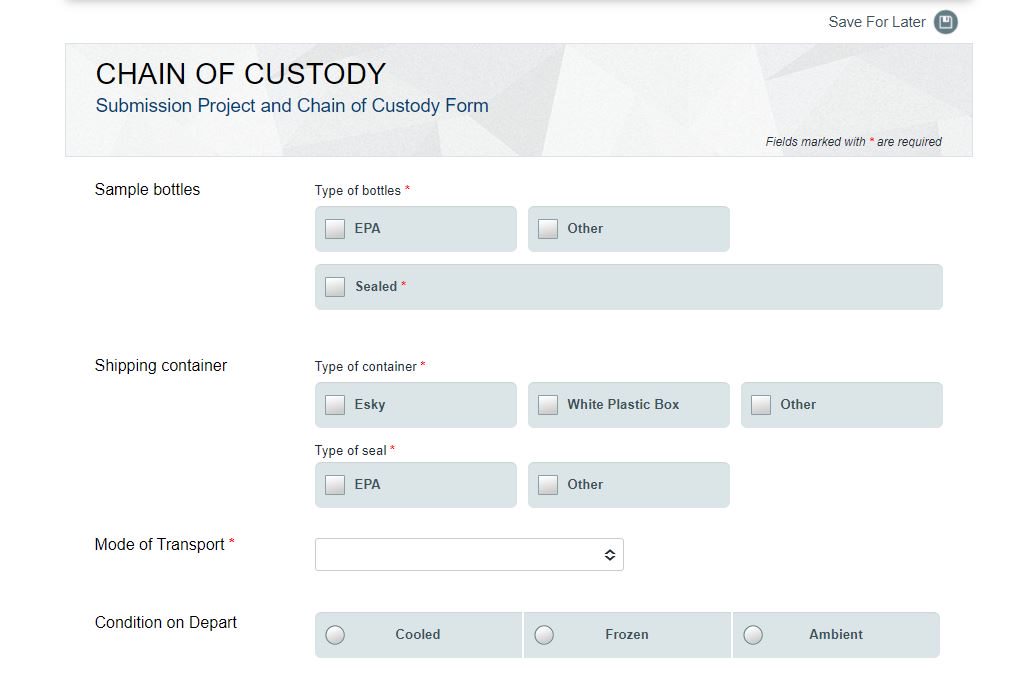 Save For Later
CHAIN OF CUSTODY
Submission Project and Chain of Custody Form
Fields marked with * are required
Sample bottles
Type of bottles *
EPA
Other
Sealed *
Shipping container
Type of container *
Esky
White Plastic Box
Other
Type of seal *
EPA
Other
Mode of Transport *
Condition on Depart
Cooled
Frozen
Ambient